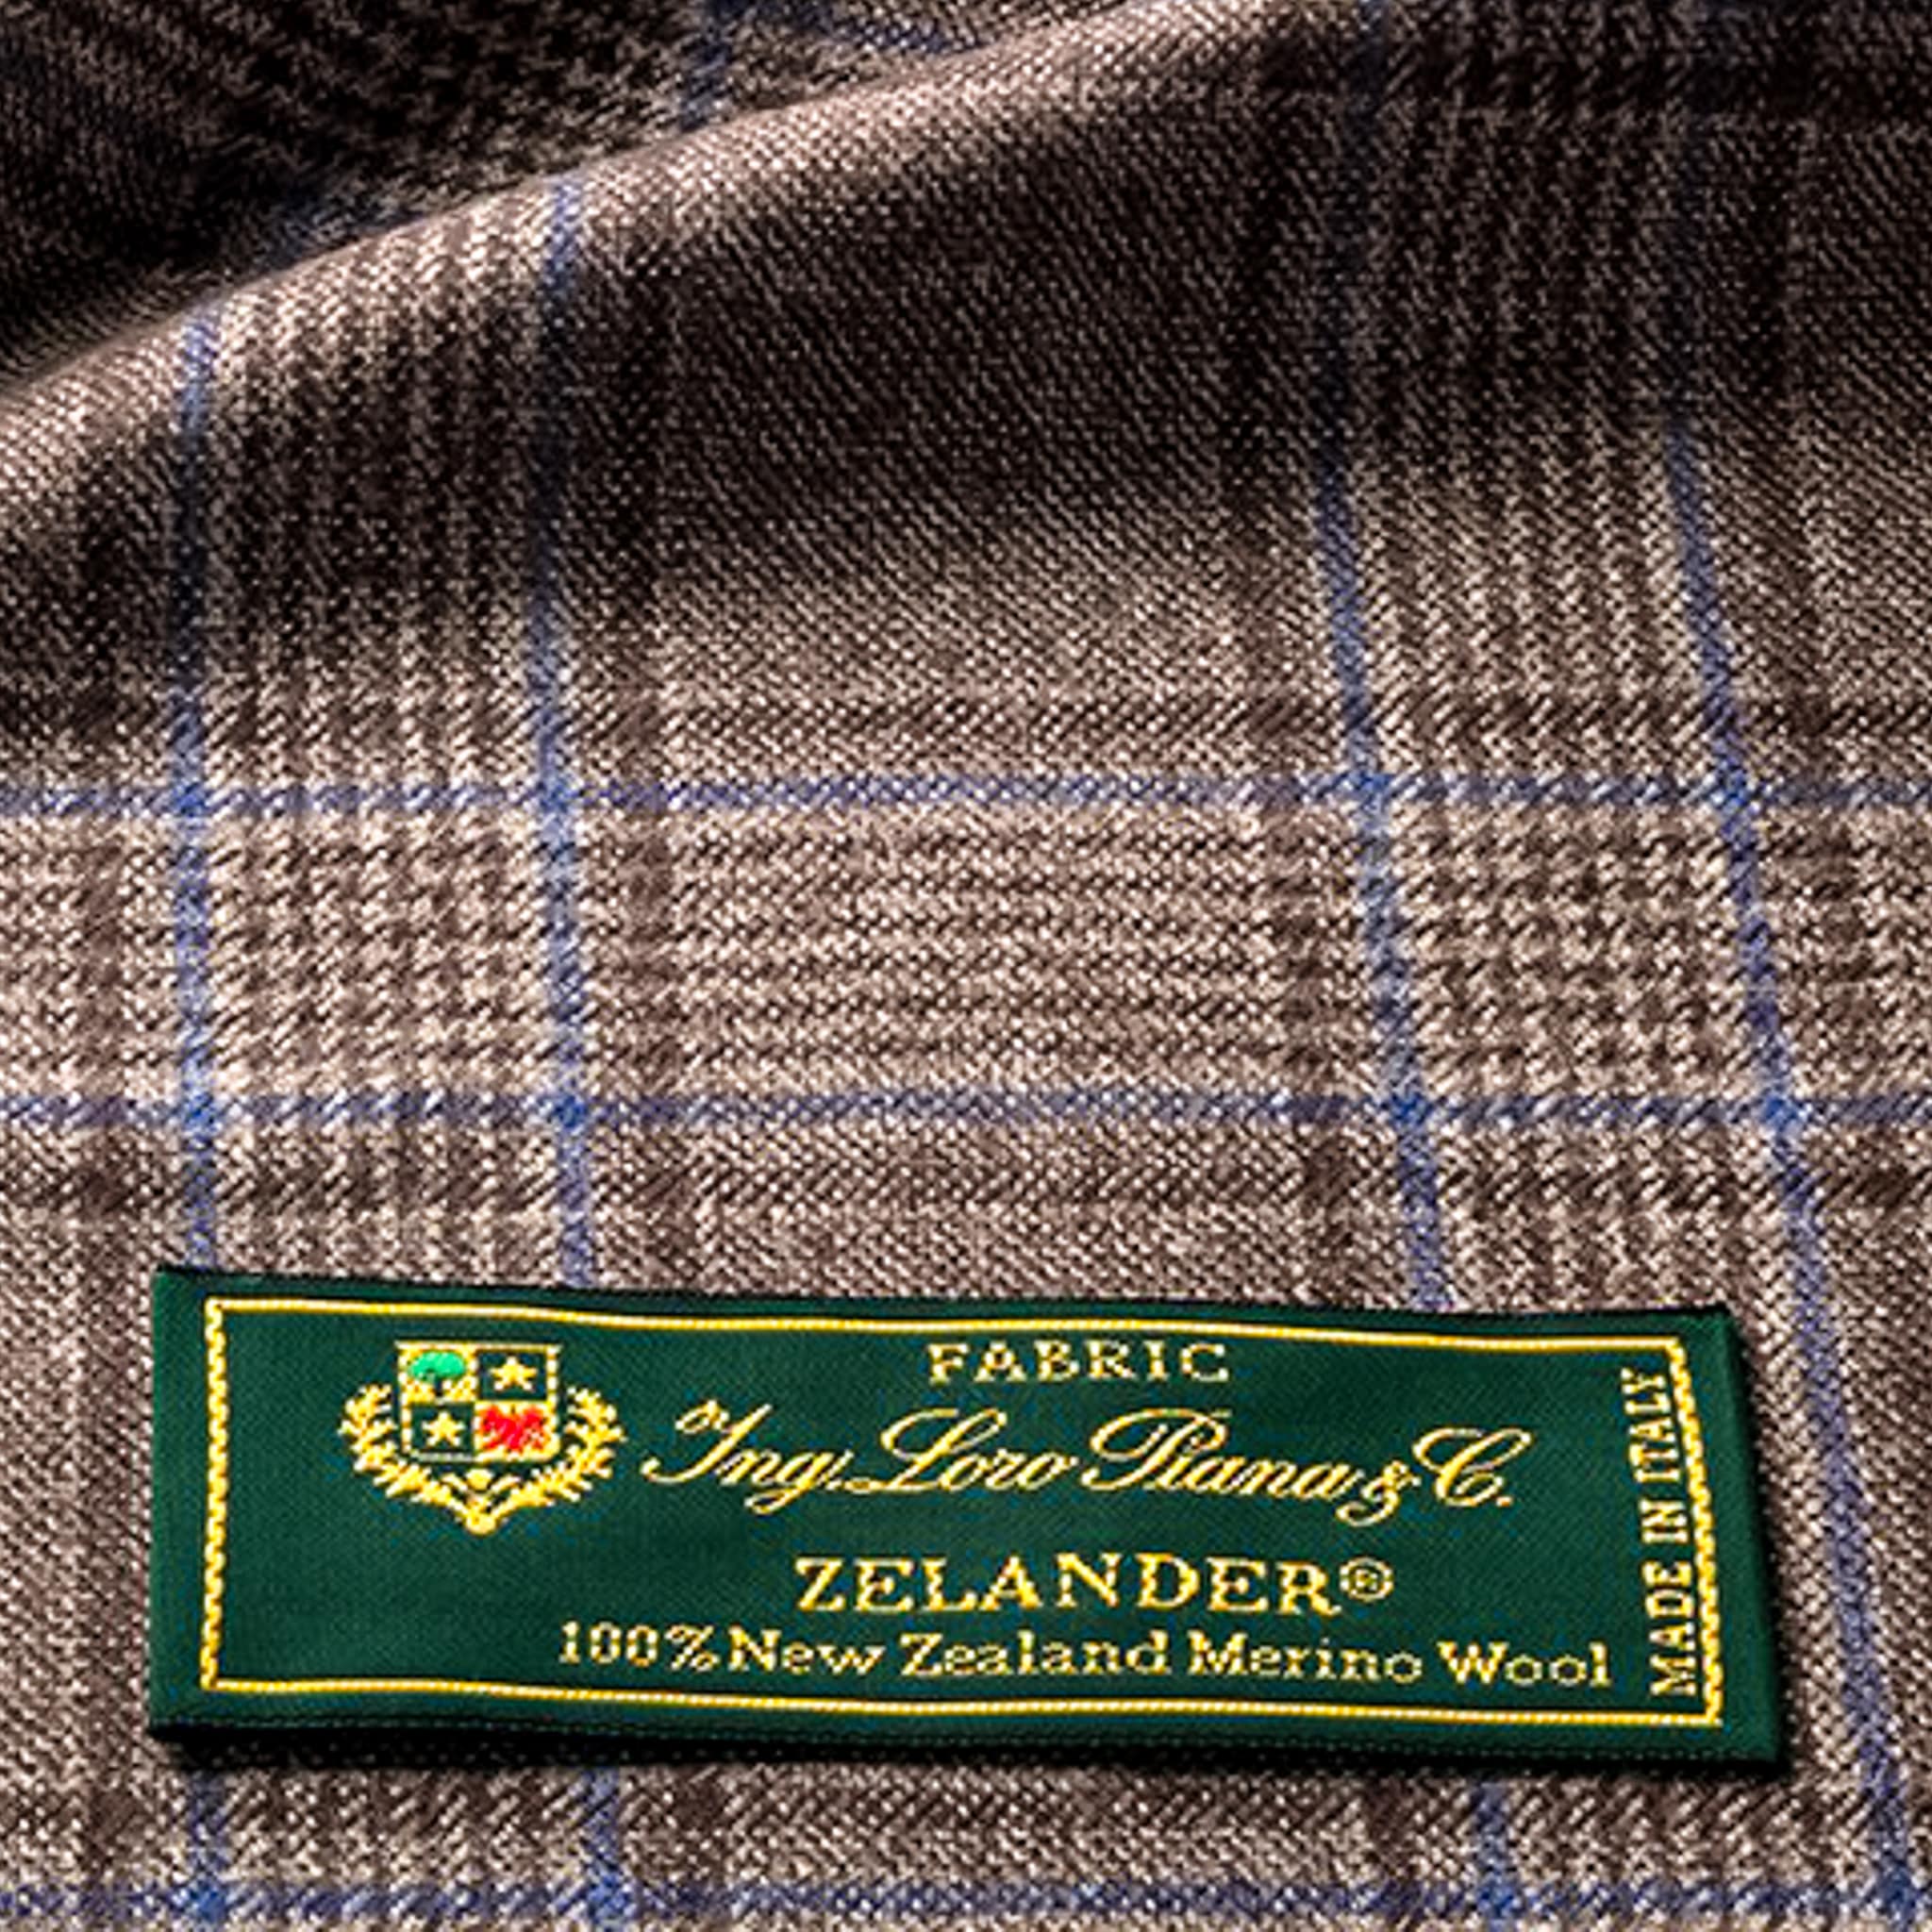 FABRIC
Ing. Loro Piana & C.
ZELANDER®
100% New Zealand Merino Wool
MADE IN ITALY